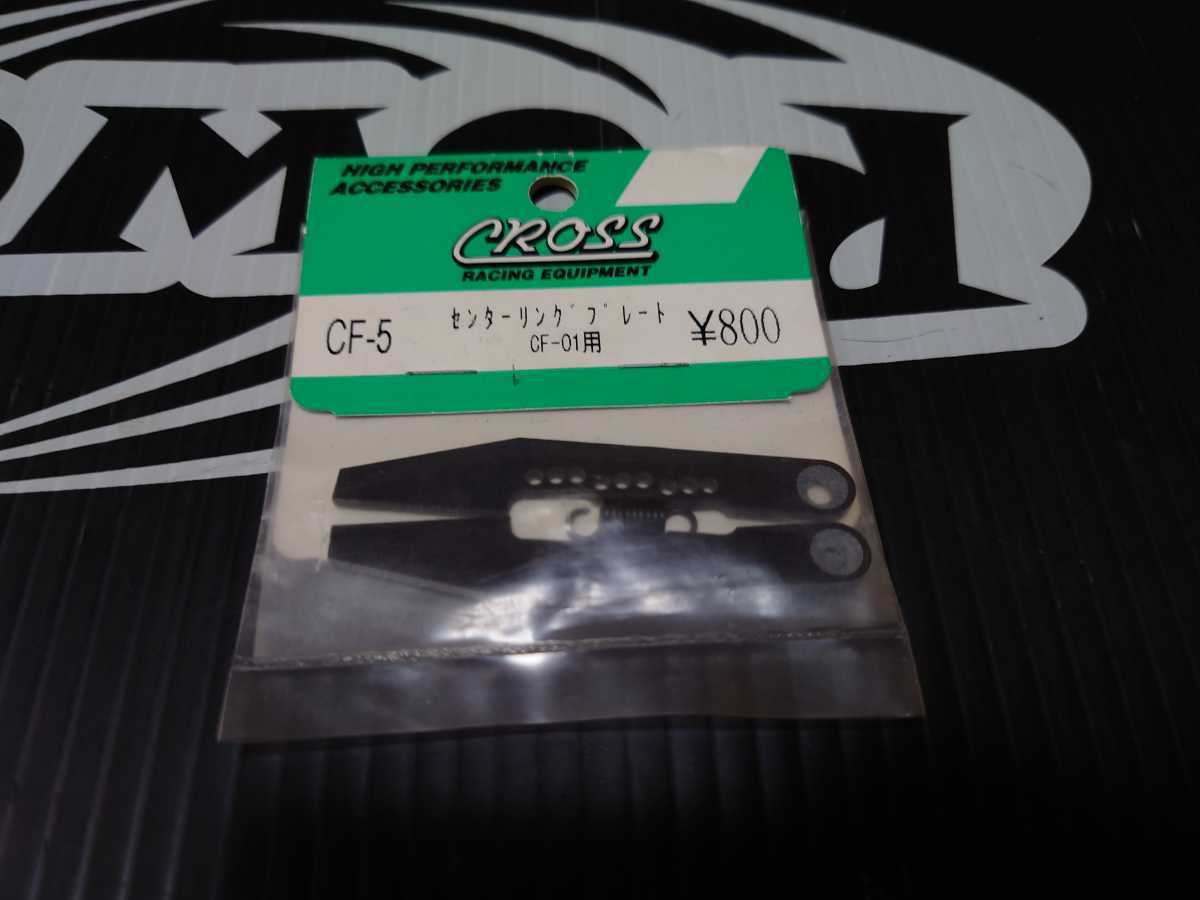 HIGH PERFORMANCE
ACCESSORIES
CROSS
RACING EQUIPMENT
CF-5
センターリングプレート
¥800
CF-01用